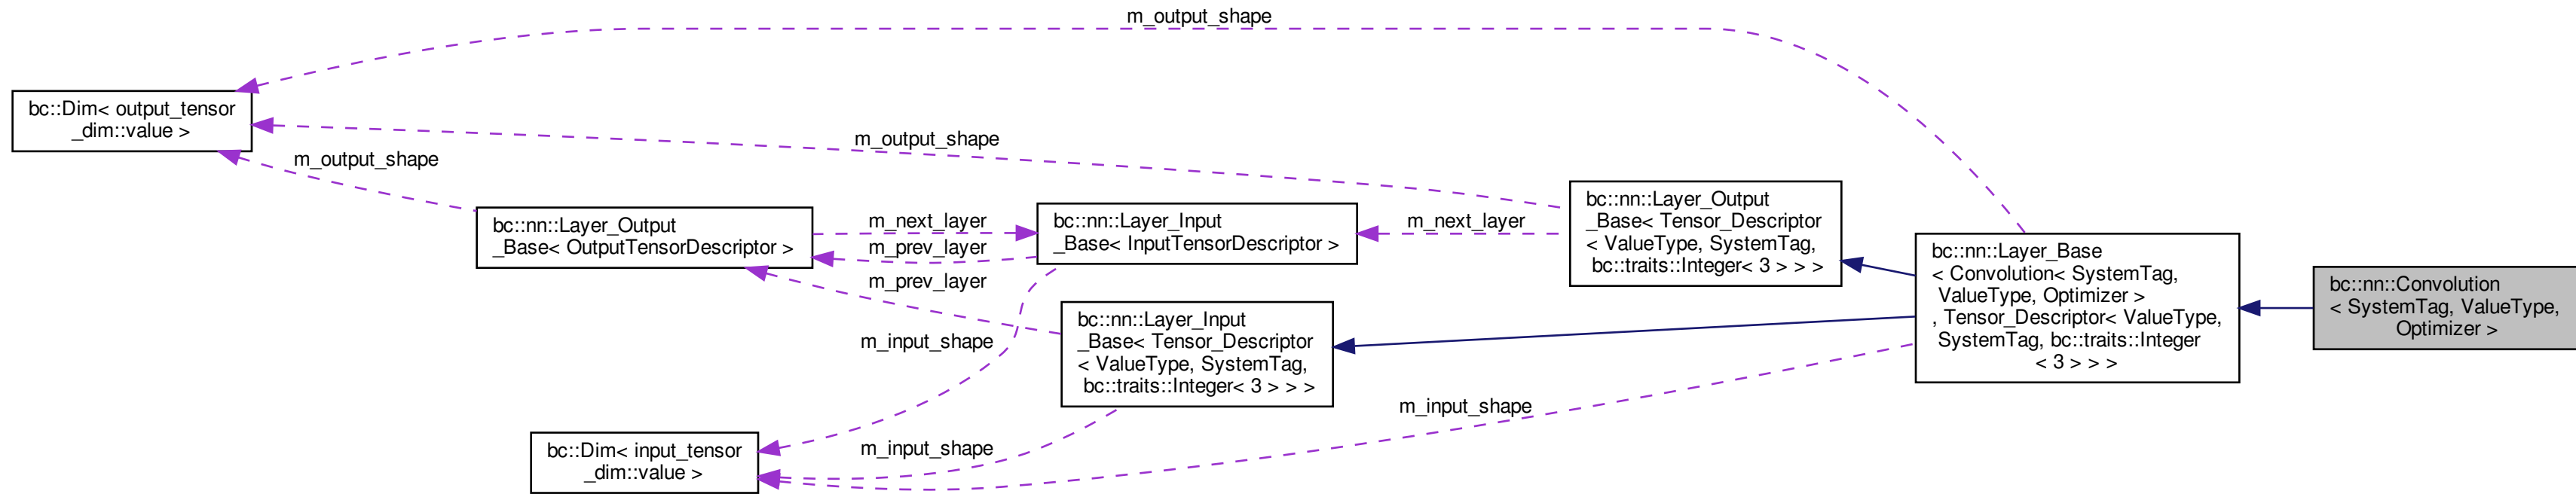 m_output_shape
bc::Dim< output_tensor
_dim::value >
m_output_shape
m_output_shape
bc::nn::Layer_Output
_Base< OutputTensorDescriptor >
m_next_layer
m_prev_layer
m_prev_layer
bc::nn::Layer_Input
_Base< InputTensorDescriptor >
m_next_layer
bc::nn::Layer_Output
_Base< Tensor_Descriptor
< ValueType, SystemTag,
bc::traits::Integer< 3 > > >
bc::nn::Layer_Base
< Convolution< SystemTag,
ValueType, Optimizer >
, Tensor_Descriptor< ValueType,
SystemTag, bc::traits::Integer
< 3 > > >
bc::nn::Convolution
< SystemTag, ValueType,
Optimizer >
bc::nn::Layer_Input
_Base< Tensor_Descriptor
< ValueType, SystemTag,
bc::traits::Integer< 3 > > >
m_input_shape
m_input_shape
m_input_shape
bc::Dim< input_tensor
_dim::value >